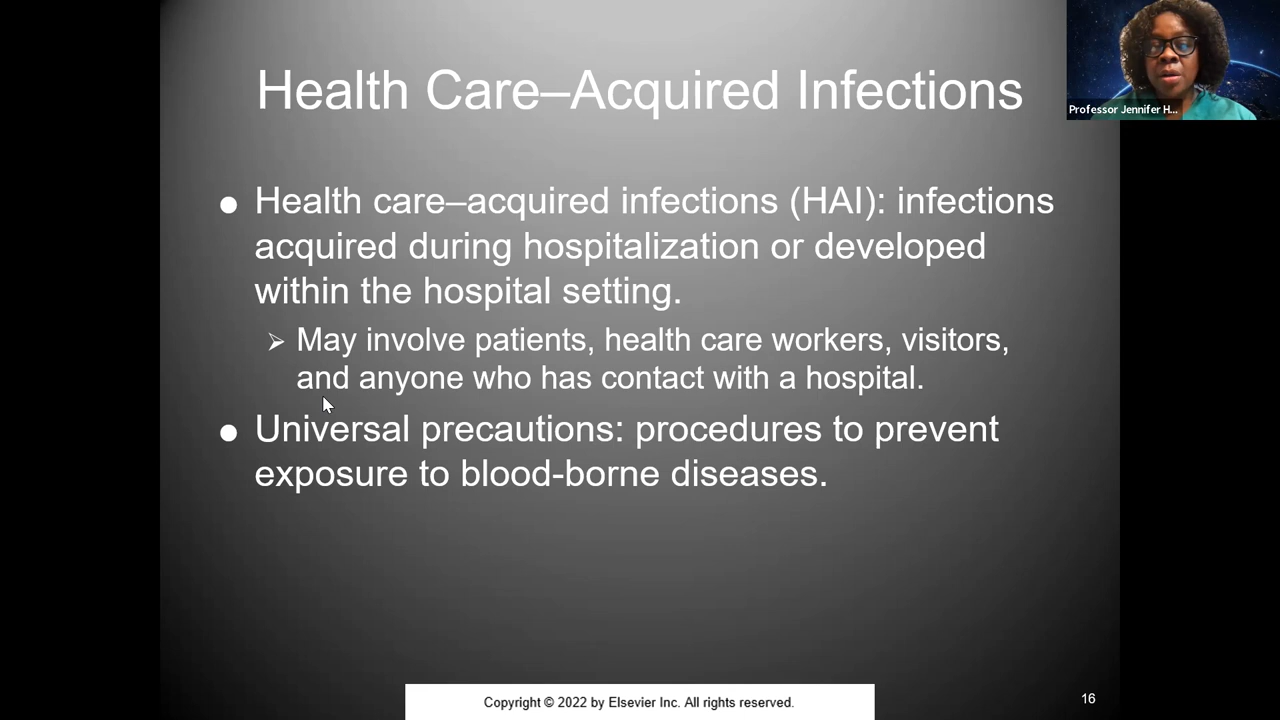 Health Care–Acquired Infections
Professor Jennifer H...
● Health care–acquired infections (HAI): infections
acquired during hospitalization or developed
within the hospital setting.
➢ May involve patients, health care workers, visitors,
and anyone who has contact with a hospital.
● Universal precautions: procedures to prevent
exposure to blood-borne diseases.
Copyright © 2022 by Elsevier Inc. All rights reserved.
16